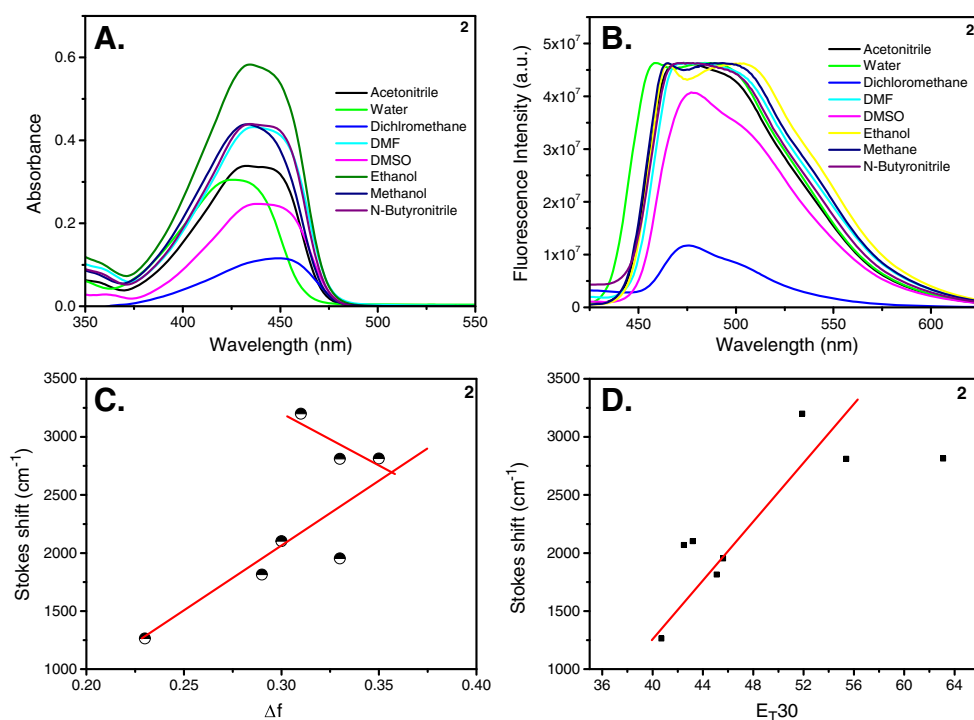 A.
2
Absorbance
0.6
0.4
0.2
0.0
350
400
450
500
550
Wavelength (nm)
Acetonitrile
Water
Dichlromethane
DMF
DMSO
Ethanol
Methanol
N-Butyronitrile
B.
2
Fluorescence Intensity (a.u.)
5x10⁷
4x10⁷
3x10⁷
2x10⁷
1x10⁷
0
450
500
550
600
Wavelength (nm)
Acetonitrile
Water
Dichloromethane
DMF
DMSO
Ethanol
Methane
N-Butyronitrile
C.
2
Stokes shift (cm⁻¹)
3500
3000
2500
2000
1500
1000
0.20
0.25
0.30
0.35
0.40
Δf
D.
2
Stokes shift (cm⁻¹)
3500
3000
2500
2000
1500
1000
36
40
44
48
52
56
60
64
E_T30